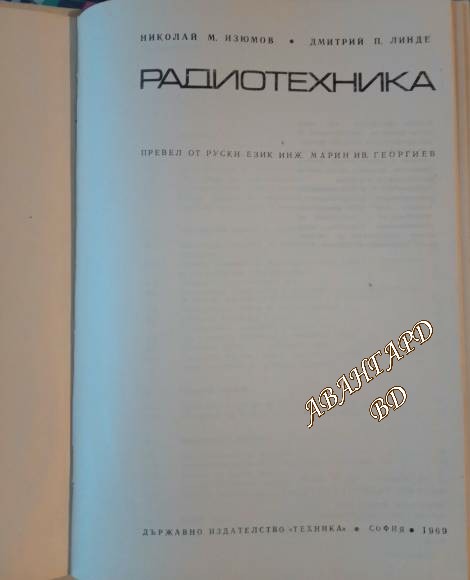 НИКОЛАЙ М. ИЗЮМОВ • ДМИТРИЙ П. ЛИНДЕ
РАДИОТЕХНИКА
ПРЕВЕЛ ОТ РУСКИ ЕЗИК ИНЖ. МАРИН ИВ. ГЕОРГИЕВ
АВАНГАРД
BD
ДЪРЖАВНО ИЗДАТЕЛСТВО «ТЕХНИКА» • СОФИЯ • 1969